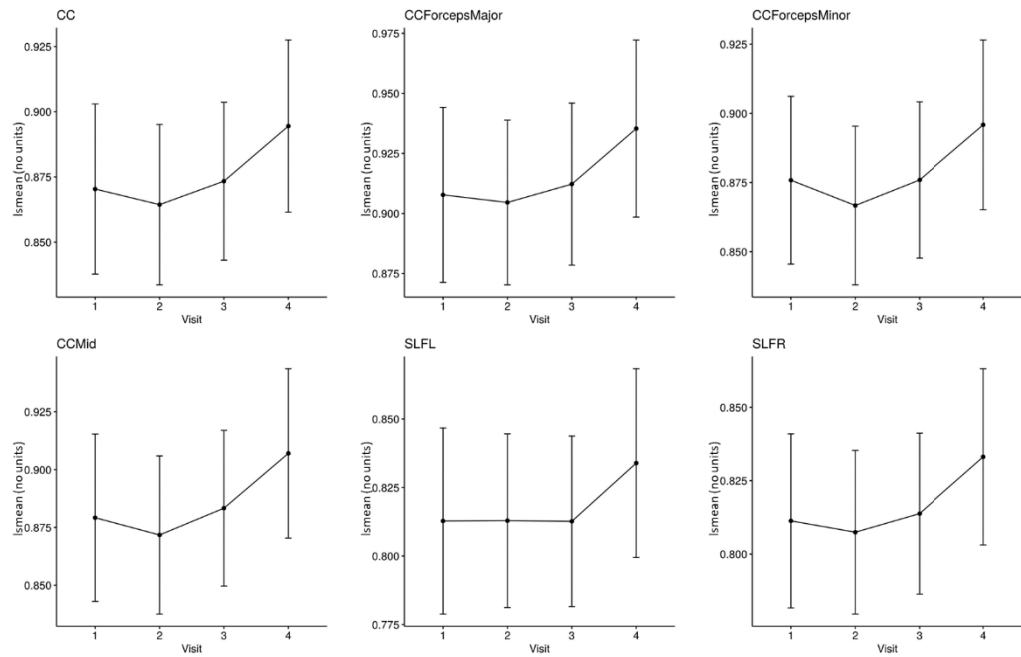 CC
lsmean (no units)
0.925
0.900
0.875
0.850
1 2 3 4
Visit
CCForcepsMajor
lsmean (no units)
0.975
0.950
0.925
0.900
0.875
1 2 3 4
Visit
CCForcepsMinor
lsmean (no units)
0.925
0.900
0.875
0.850
1 2 3 4
Visit
CCMid
lsmean (no units)
0.925
0.900
0.875
0.850
1 2 3 4
Visit
SLFL
lsmean (no units)
0.850
0.825
0.800
0.775
1 2 3 4
Visit
SLFR
lsmean (no units)
0.850
0.800
1 2 3 4
Visit